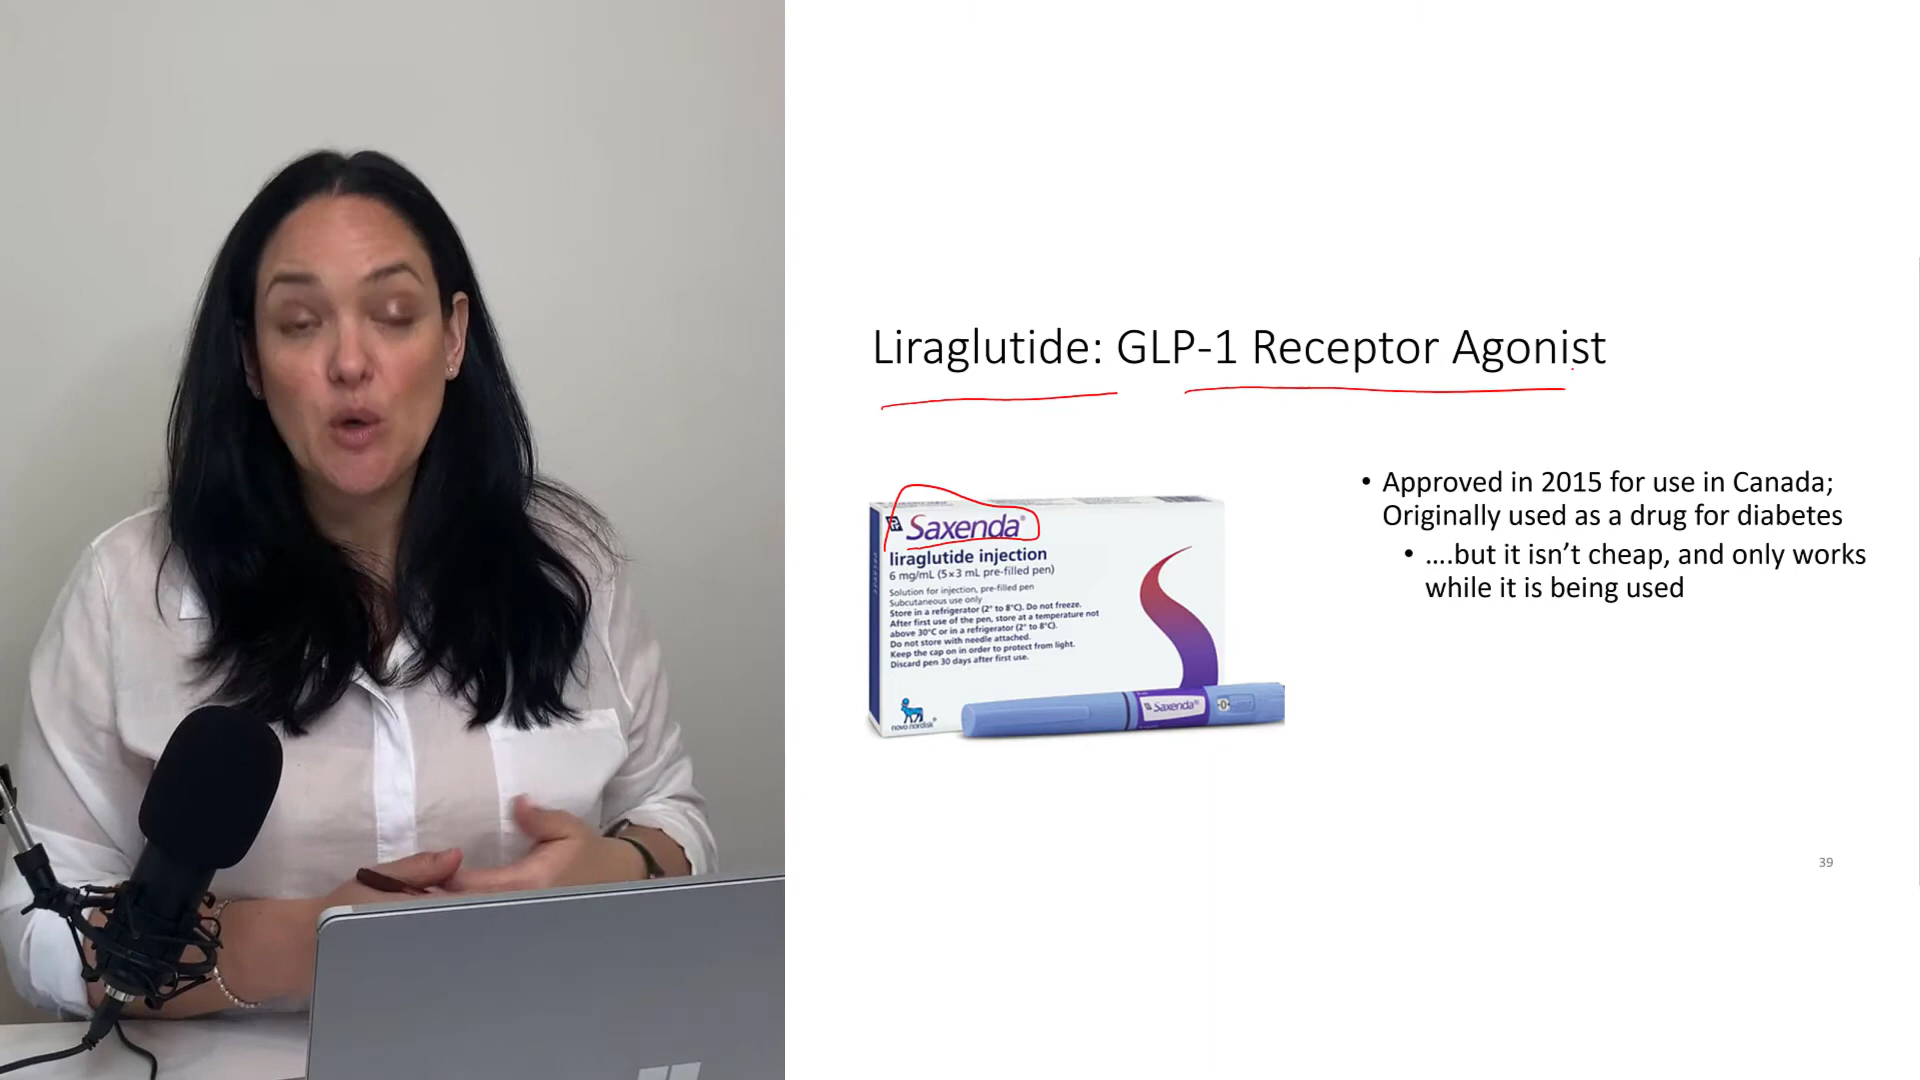 Liraglutide: GLP-1 Receptor Agonist
Saxenda®
liraglutide injection
6 mg/mL (5×3 mL pre-filled pen)
Solution for injection, pre-filled pen
Subcutaneous use only
Store in a refrigerator (2° to 8°C). Do not freeze.
After first use of the pen, store at a temperature not
above 30°C or in a refrigerator (2° to 8°C).
Do not store with needle attached.
Keep the cap on in order to protect from light.
Discard pen 30 days after first use.
novo nordisk®
Saxenda®
0
• Approved in 2015 for use in Canada;
Originally used as a drug for diabetes
• ....but it isn’t cheap, and only works
while it is being used
39